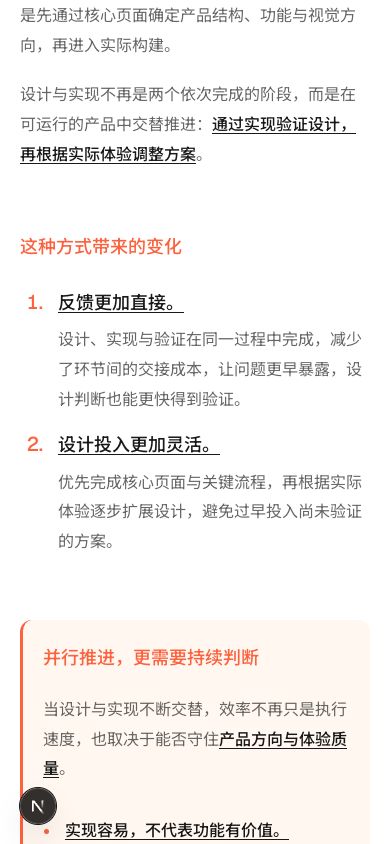 是先通过核心页面确定产品结构、功能与视觉方
向，再进入实际构建。
设计与实现不再是两个依次完成的阶段，而是在
可运行的产品中交替推进：通过实现验证设计，
再根据实际体验调整方案。
这种方式带来的变化
1. 反馈更加直接。
设计、实现与验证在同一过程中完成，减少
了环节间的交接成本，让问题更早暴露，设
计判断也能更快得到验证。
2. 设计投入更加灵活。
优先完成核心页面与关键流程，再根据实际
体验逐步扩展设计，避免过早投入尚未验证
的方案。
并行推进，更需要持续判断
当设计与实现不断交替，效率不再只是执行
速度，也取决于能否守住产品方向与体验质
量。
N
• 实现容易，不代表功能有价值。